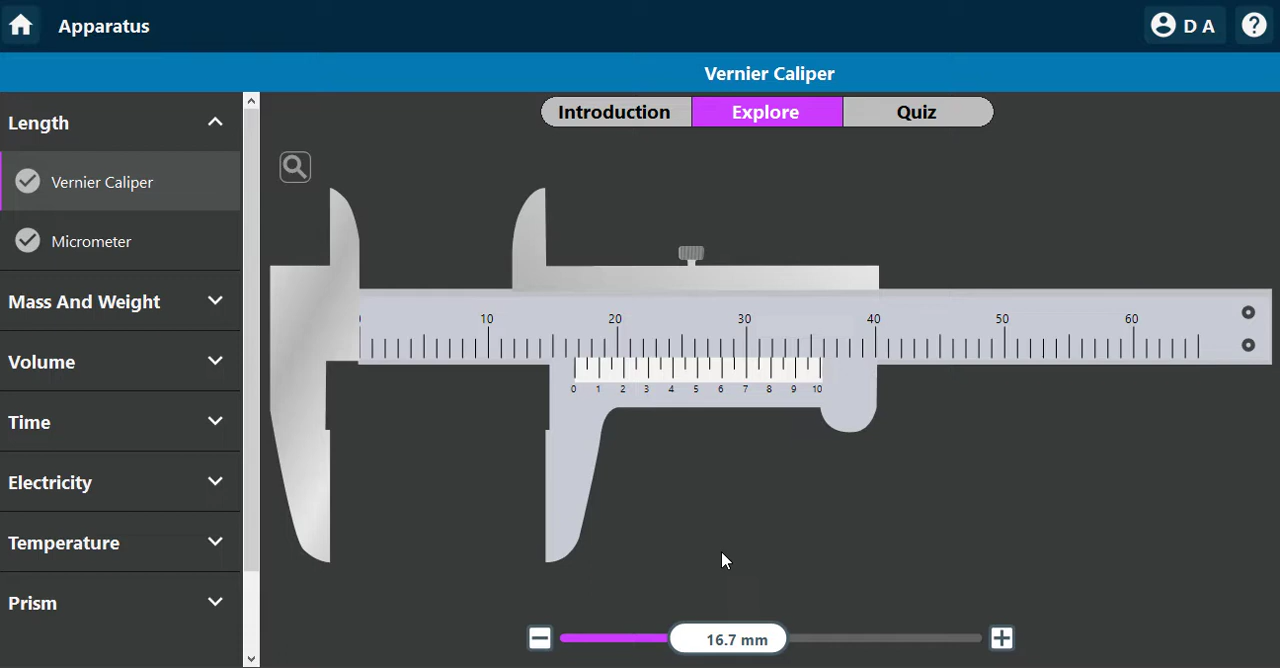 Apparatus
D A
Vernier Caliper
Length
Vernier Caliper
Micrometer
Mass And Weight
Volume
Time
Electricity
Temperature
Prism
Introduction
Explore
Quiz
10 20 30 40 50 60
0 1 2 3 4 5 6 7 8 9 10
16.7 mm